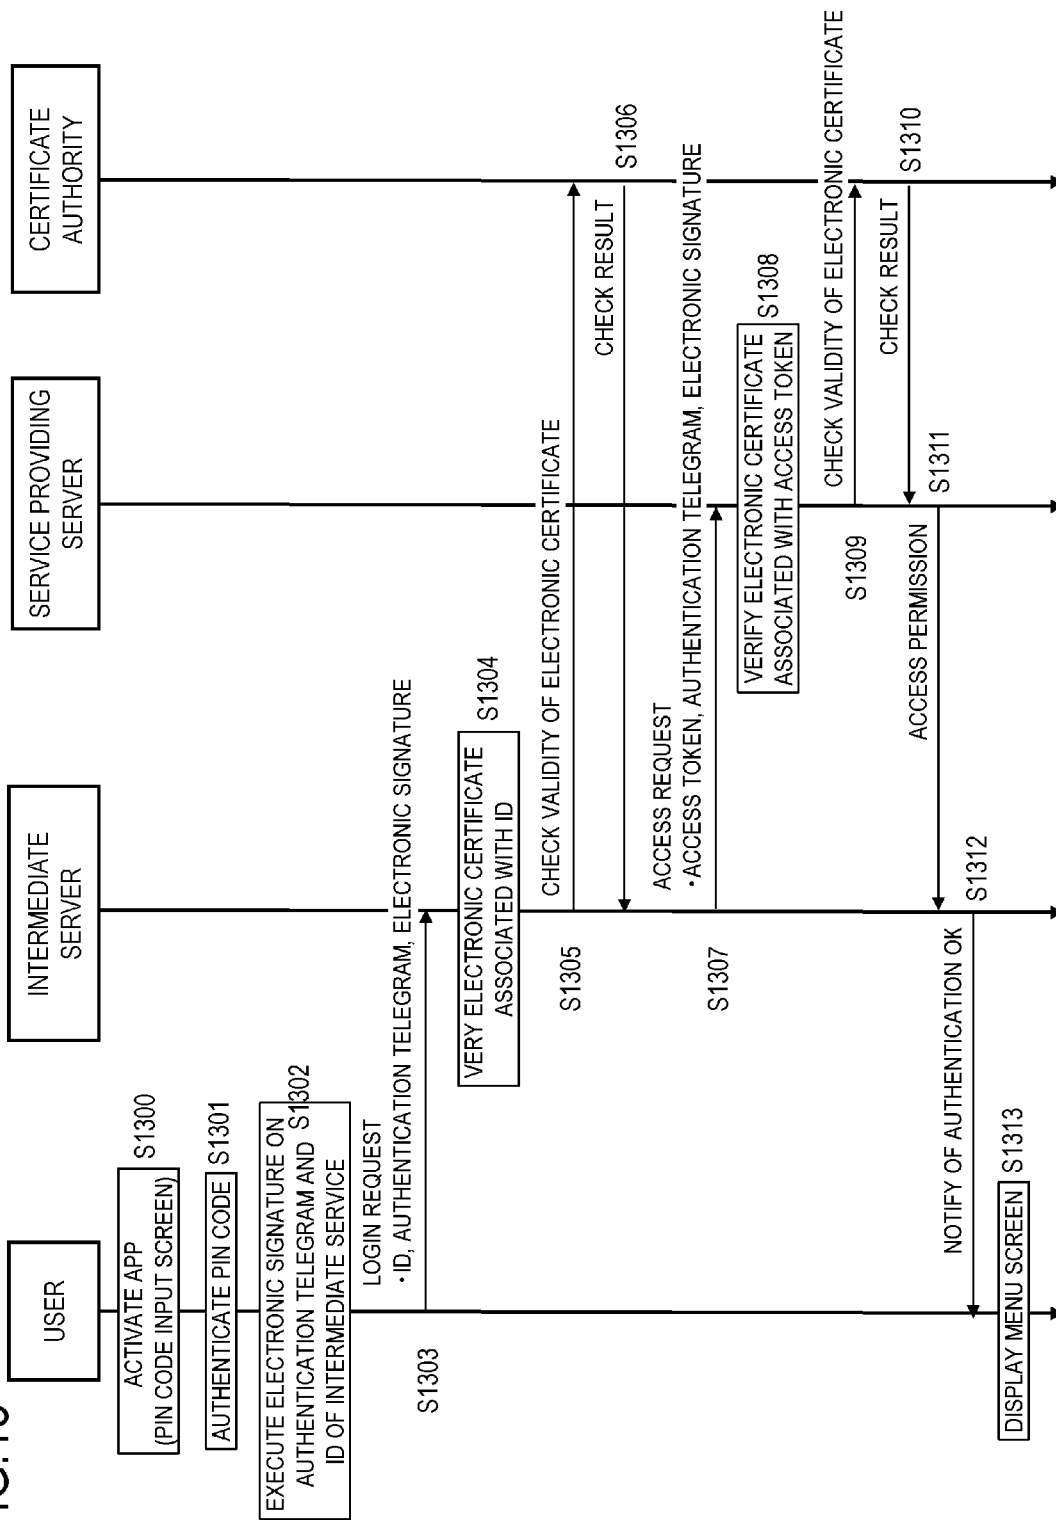 USER
INTERMEDIATE
SERVER
SERVICE PROVIDING
SERVER
CERTIFICATE
AUTHORITY
ACTIVATE APP
(PIN CODE INPUT SCREEN)
S1300
AUTHENTICATE PIN CODE
S1301
EXECUTE ELECTRONIC SIGNATURE ON
AUTHENTICATION TELEGRAM AND
ID OF INTERMEDIATE SERVICE
S1302
LOGIN REQUEST
・ID, AUTHENTICATION TELEGRAM, ELECTRONIC SIGNATURE
S1303
VERY ELECTRONIC CERTIFICATE
ASSOCIATED WITH ID
S1304
CHECK VALIDITY OF ELECTRONIC CERTIFICATE
S1305
CHECK RESULT
S1306
ACCESS REQUEST
・ACCESS TOKEN, AUTHENTICATION TELEGRAM, ELECTRONIC SIGNATURE
S1307
VERIFY ELECTRONIC CERTIFICATE
ASSOCIATED WITH ACCESS TOKEN
S1308
CHECK VALIDITY OF ELECTRONIC CERTIFICATE
S1309
CHECK RESULT
S1310
ACCESS PERMISSION
S1311
NOTIFY OF AUTHENTICATION OK
S1312
DISPLAY MENU SCREEN
S1313